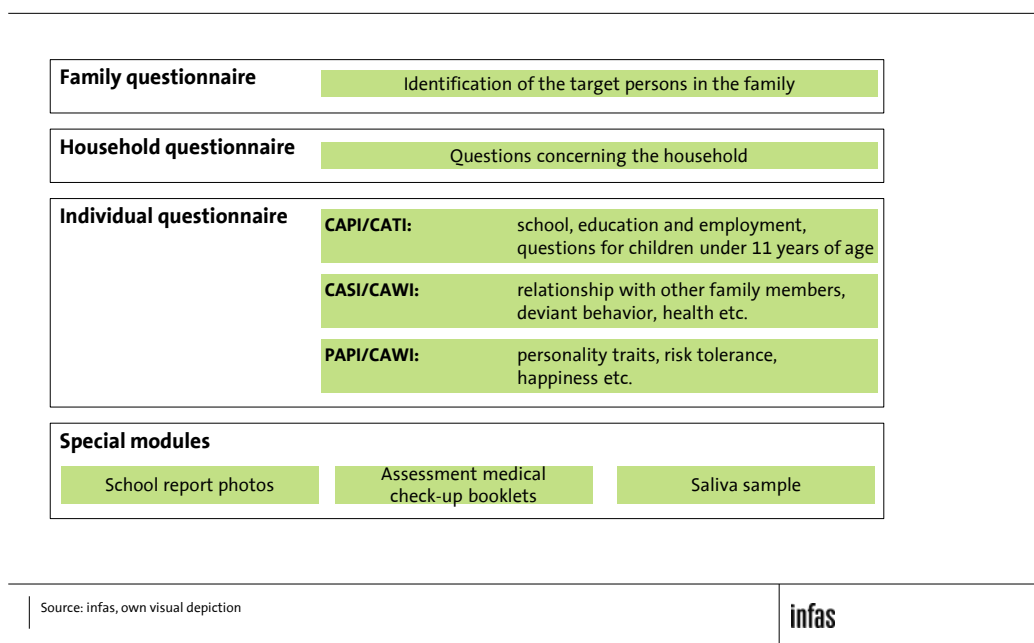 Family questionnaire
Identification of the target persons in the family
Household questionnaire
Questions concerning the household
Individual questionnaire
CAPI/CATI: school, education and employment,
questions for children under 11 years of age
CASI/CAWI: relationship with other family members,
deviant behavior, health etc.
PAPI/CAWI: personality traits, risk tolerance,
happiness etc.
Special modules
School report photos
Assessment medical
check-up booklets
Saliva sample
Source: infas, own visual depiction
infas